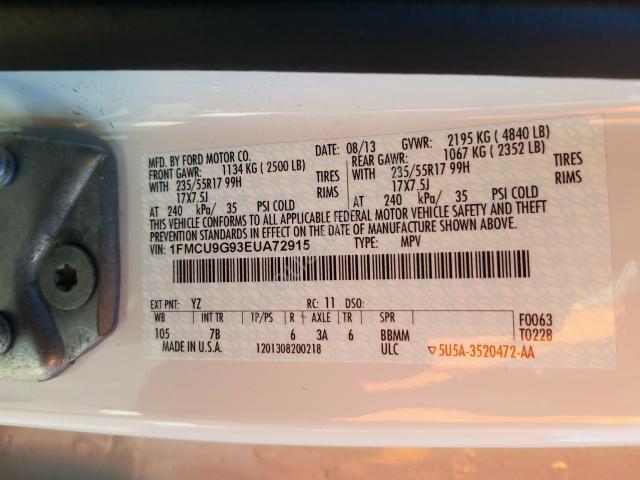 MFD. BY FORD MOTOR CO. DATE: 08/13 GVWR: 2195 KG ( 4840 LB)
FRONT GAWR: 1134 KG ( 2500 LB) REAR GAWR: 1067 KG ( 2352 LB)
WITH 235/55R17 99H TIRES WITH 235/55R17 99H TIRES
17X7.5J RIMS 17X7.5J RIMS
AT 240 kPa/ 35 PSI COLD AT 240 kPa/ 35 PSI COLD
THIS VEHICLE CONFORMS TO ALL APPLICABLE FEDERAL MOTOR VEHICLE SAFETY AND THEFT
PREVENTION STANDARDS IN EFFECT ON THE DATE OF MANUFACTURE SHOWN ABOVE.
VIN: 1FMCU9G93EUA72915 TYPE: MPV
EXT PNT: YZ RC: 11 DSO:
WB INT TR TP/PS R AXLE TR SPR F0063
105 7B 6 3A 6 BBMM T0228
MADE IN U.S.A. 1201308200218 ULC ▽5U5A-3520472-AA